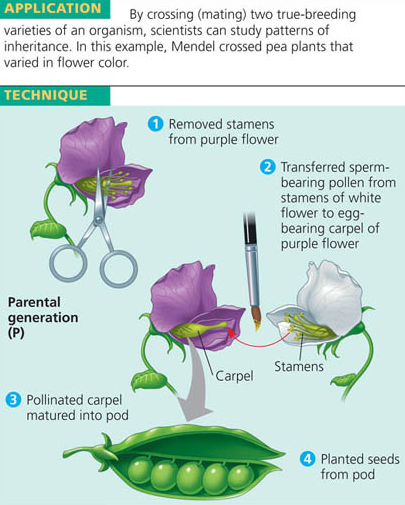 APPLICATION By crossing (mating) two true-breeding
varieties of an organism, scientists can study patterns of
inheritance. In this example, Mendel crossed pea plants that
varied in flower color.
TECHNIQUE
1 Removed stamens
from purple flower
2 Transferred sperm-
bearing pollen from
stamens of white
flower to egg-
bearing carpel of
purple flower
Parental
generation
(P)
Carpel
Stamens
3 Pollinated carpel
matured into pod
4 Planted seeds
from pod